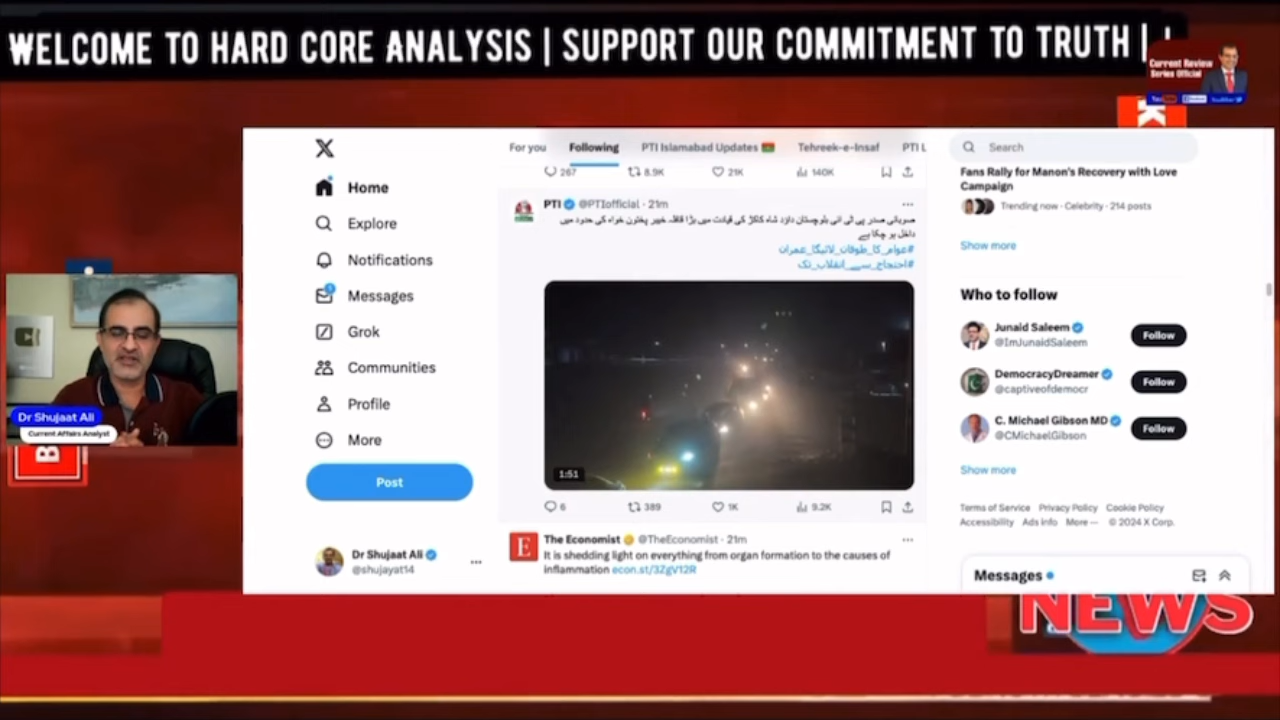 WELCOME TO HARD CORE ANALYSIS | SUPPORT OUR COMMITMENT TO TRUTH |
Current Review
Series Official
For you Following PTI Islamabad Updates Tehreek-e-Insaf PTI L
Search
267 8.9K 21K 140K
Fans Rally for Manon's Recovery with Love
Campaign
Trending now · Celebrity · 214 posts
Show more
Home
Explore
Notifications
Messages
Grok
Communities
Profile
More
Post
Dr Shujaat Ali
@shujayat14
PTI @PTIofficial · 21m
صوبائی صدر پی ٹی آئی بلوچستان داؤد شاہ کاکڑ کی قیادت میں بڑا قافلہ خیبر پختون خواہ کی حدود میں
داخل ہو چکا ہے
#عوام_کا_طوفان_لائیگا_عمران
#احتجاج_سے_انقلاب_تک
1:51
6 389 1K 9.2K
The Economist @TheEconomist · 21m
It is shedding light on everything from organ formation to the causes of
inflammation econ.st/3ZgV12R
Who to follow
Junaid Saleem
@ImJunaidSaleem
Follow
DemocracyDreamer
@captiveofdemocr
Follow
C. Michael Gibson MD
@CMichaelGibson
Follow
Show more
Terms of Service Privacy Policy Cookie Policy
Accessibility Ads info More ··· © 2024 X Corp.
Messages
Dr Shujaat Ali
Current Affairs Analyst
B
K
NEWS